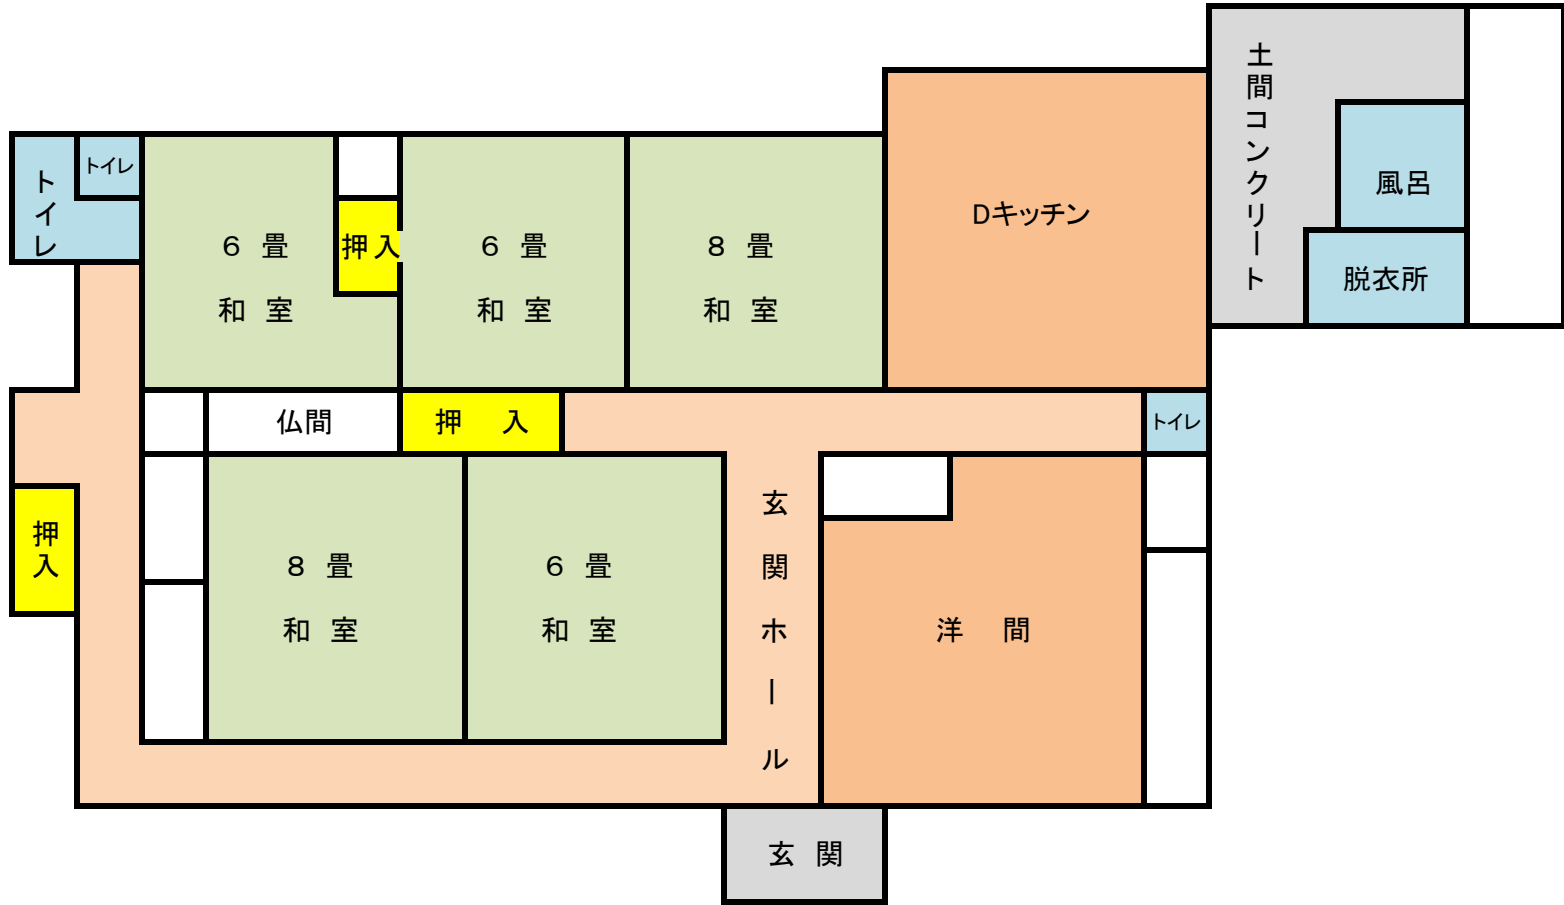 土間コンクリート
トイレ
トイレ
風呂
Dキッチン
６ 畳
和 室
押入
６ 畳
和 室
８ 畳
和 室
脱衣所
仏間
押 入
トイレ
玄関ホール
押入
８ 畳
和 室
６ 畳
和 室
洋 間
玄 関